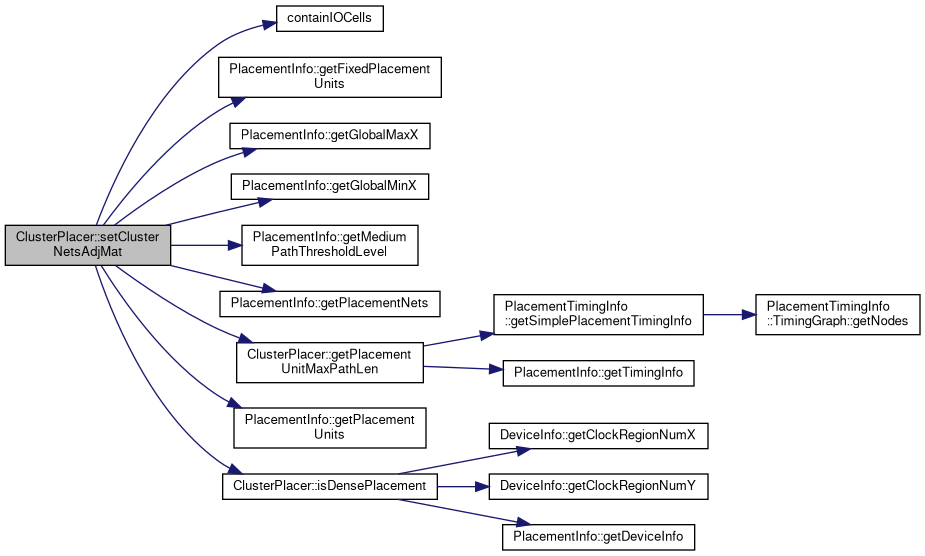 containIOCells
PlacementInfo::getFixedPlacement
Units
PlacementInfo::getGlobalMaxX
PlacementInfo::getGlobalMinX
ClusterPlacer::setCluster
NetsAdjMat
PlacementInfo::getMedium
PathThresholdLevel
PlacementInfo::getPlacementNets
ClusterPlacer::getPlacement
UnitMaxPathLen
PlacementTimingInfo
::getSimplePlacementTimingInfo
PlacementTimingInfo
::TimingGraph::getNodes
PlacementInfo::getTimingInfo
PlacementInfo::getPlacement
Units
ClusterPlacer::isDensePlacement
DeviceInfo::getClockRegionNumX
DeviceInfo::getClockRegionNumY
PlacementInfo::getDeviceInfo